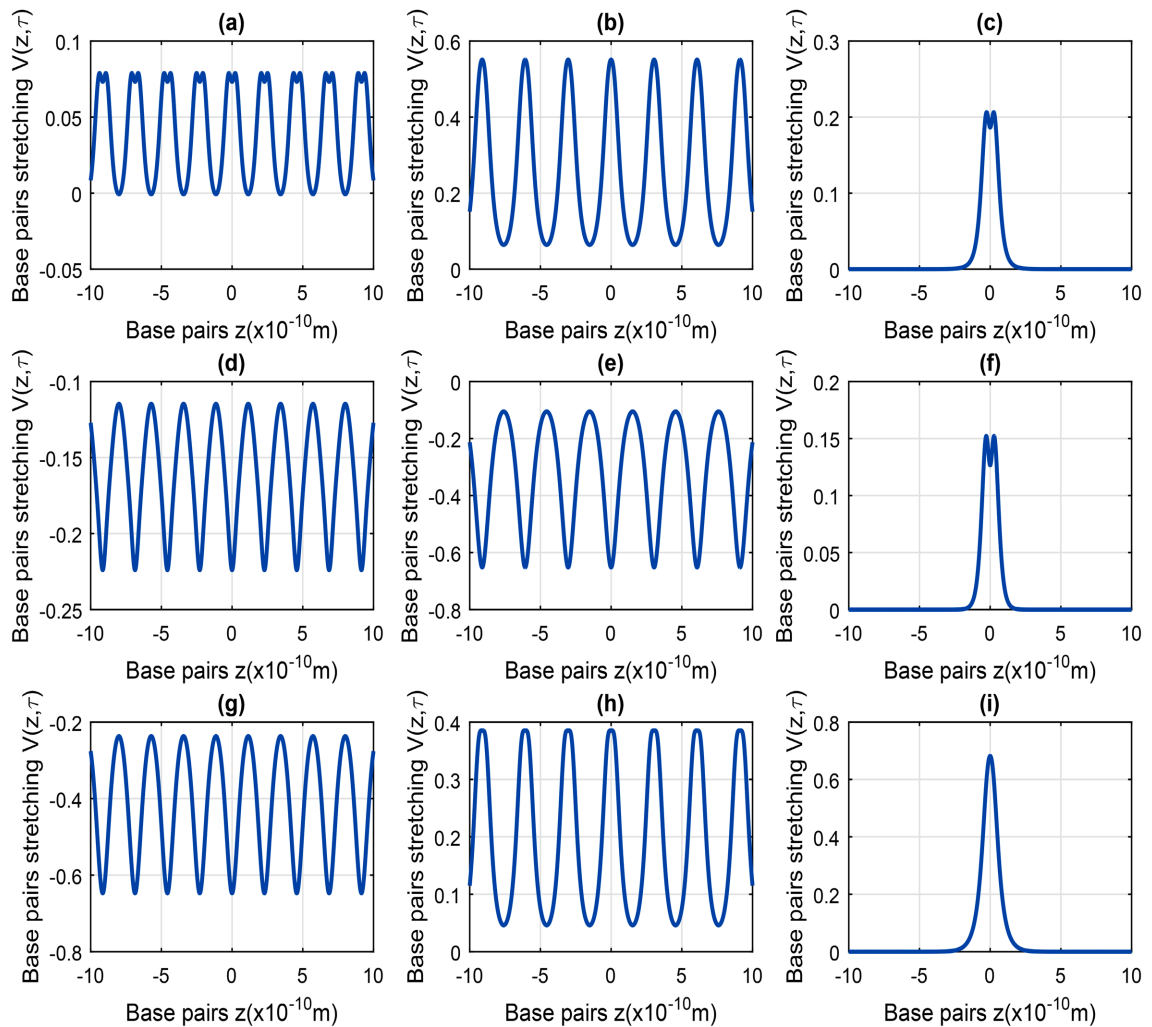 (a) (b) (c)
Base pairs stretching V(z,τ)
0.1
0.05
0
-0.05
-10 -5 0 5 10
Base pairs z(x10⁻¹⁰m)
Base pairs stretching V(z,τ)
0.6
0.4
0.2
0
-10 -5 0 5 10
Base pairs z(x10⁻¹⁰m)
Base pairs stretching V(z,τ)
0.3
0.2
0.1
0
-10 -5 0 5 10
Base pairs z(x10⁻¹⁰m)
(d) (e) (f)
Base pairs stretching V(z,τ)
-0.1
-0.15
-0.2
-0.25
-10 -5 0 5 10
Base pairs z(x10⁻¹⁰m)
Base pairs stretching V(z,τ)
0
-0.2
-0.4
-0.6
-0.8
-10 -5 0 5 10
Base pairs z(x10⁻¹⁰m)
Base pairs stretching V(z,τ)
0.2
0.15
0.1
0.05
0
-10 -5 0 5 10
Base pairs z(x10⁻¹⁰m)
(g) (h) (i)
Base pairs stretching V(z,τ)
-0.2
-0.4
-0.6
-0.8
-10 -5 0 5 10
Base pairs z(x10⁻¹⁰m)
Base pairs stretching V(z,τ)
0.4
0.3
0.2
0.1
0
-10 -5 0 5 10
Base pairs z(x10⁻¹⁰m)
Base pairs stretching V(z,τ)
0.8
0.6
0.4
0.2
0
-10 -5 0 5 10
Base pairs z(x10⁻¹⁰m)